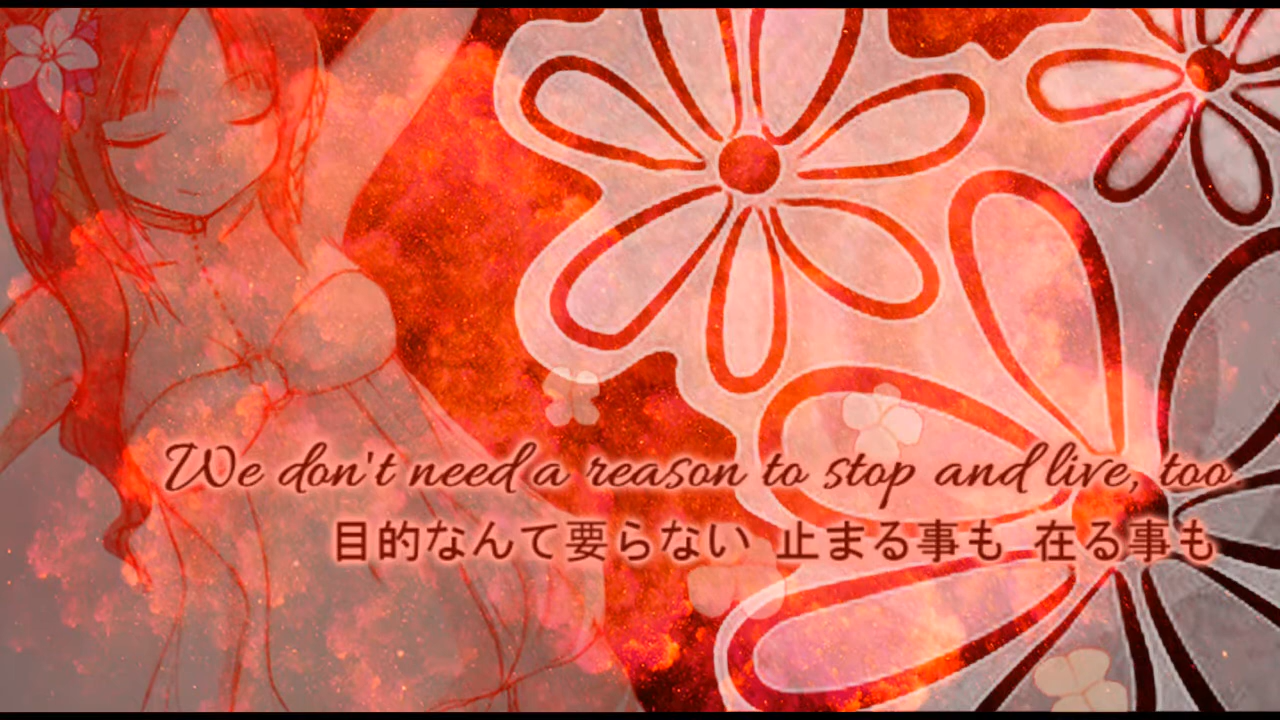 We don't need a reason to stop and live, too
目的なんて要らない 止まる事も 在る事も